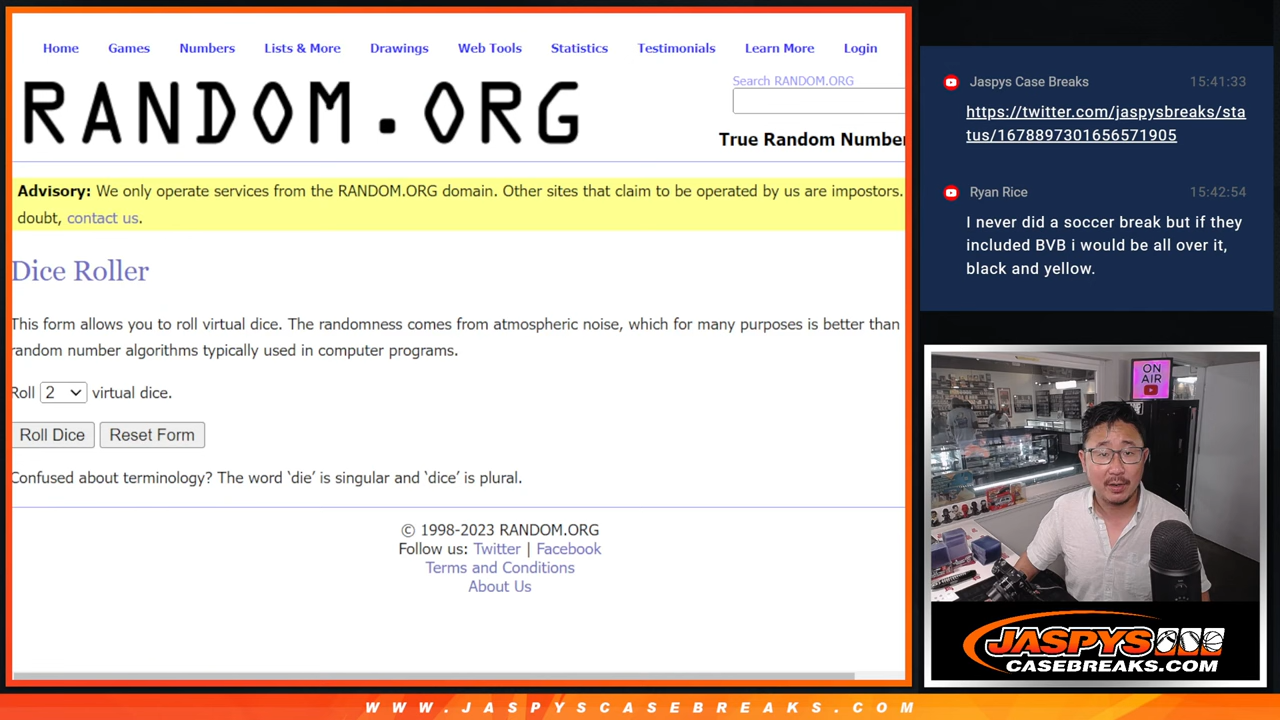 Home Games Numbers Lists & More Drawings Web Tools Statistics Testimonials Learn More Login
RANDOM.ORG
Search RANDOM.ORG
True Random Number
Advisory: We only operate services from the RANDOM.ORG domain. Other sites that claim to be operated by us are impostors.
doubt, contact us.
Dice Roller
This form allows you to roll virtual dice. The randomness comes from atmospheric noise, which for many purposes is better than
random number algorithms typically used in computer programs.
Roll 2 virtual dice.
Roll Dice Reset Form
Confused about terminology? The word ‘die’ is singular and ‘dice’ is plural.
© 1998-2023 RANDOM.ORG
Follow us: Twitter | Facebook
Terms and Conditions
About Us
Jaspys Case Breaks 15:41:33
https://twitter.com/jaspysbreaks/sta
tus/1678897301656571905
Ryan Rice 15:42:54
I never did a soccer break but if they
included BVB i would be all over it,
black and yellow.
ON
AIR
JASPYS
CASEBREAKS.COM
WWW.JASPYSCASEBREAKS.COM